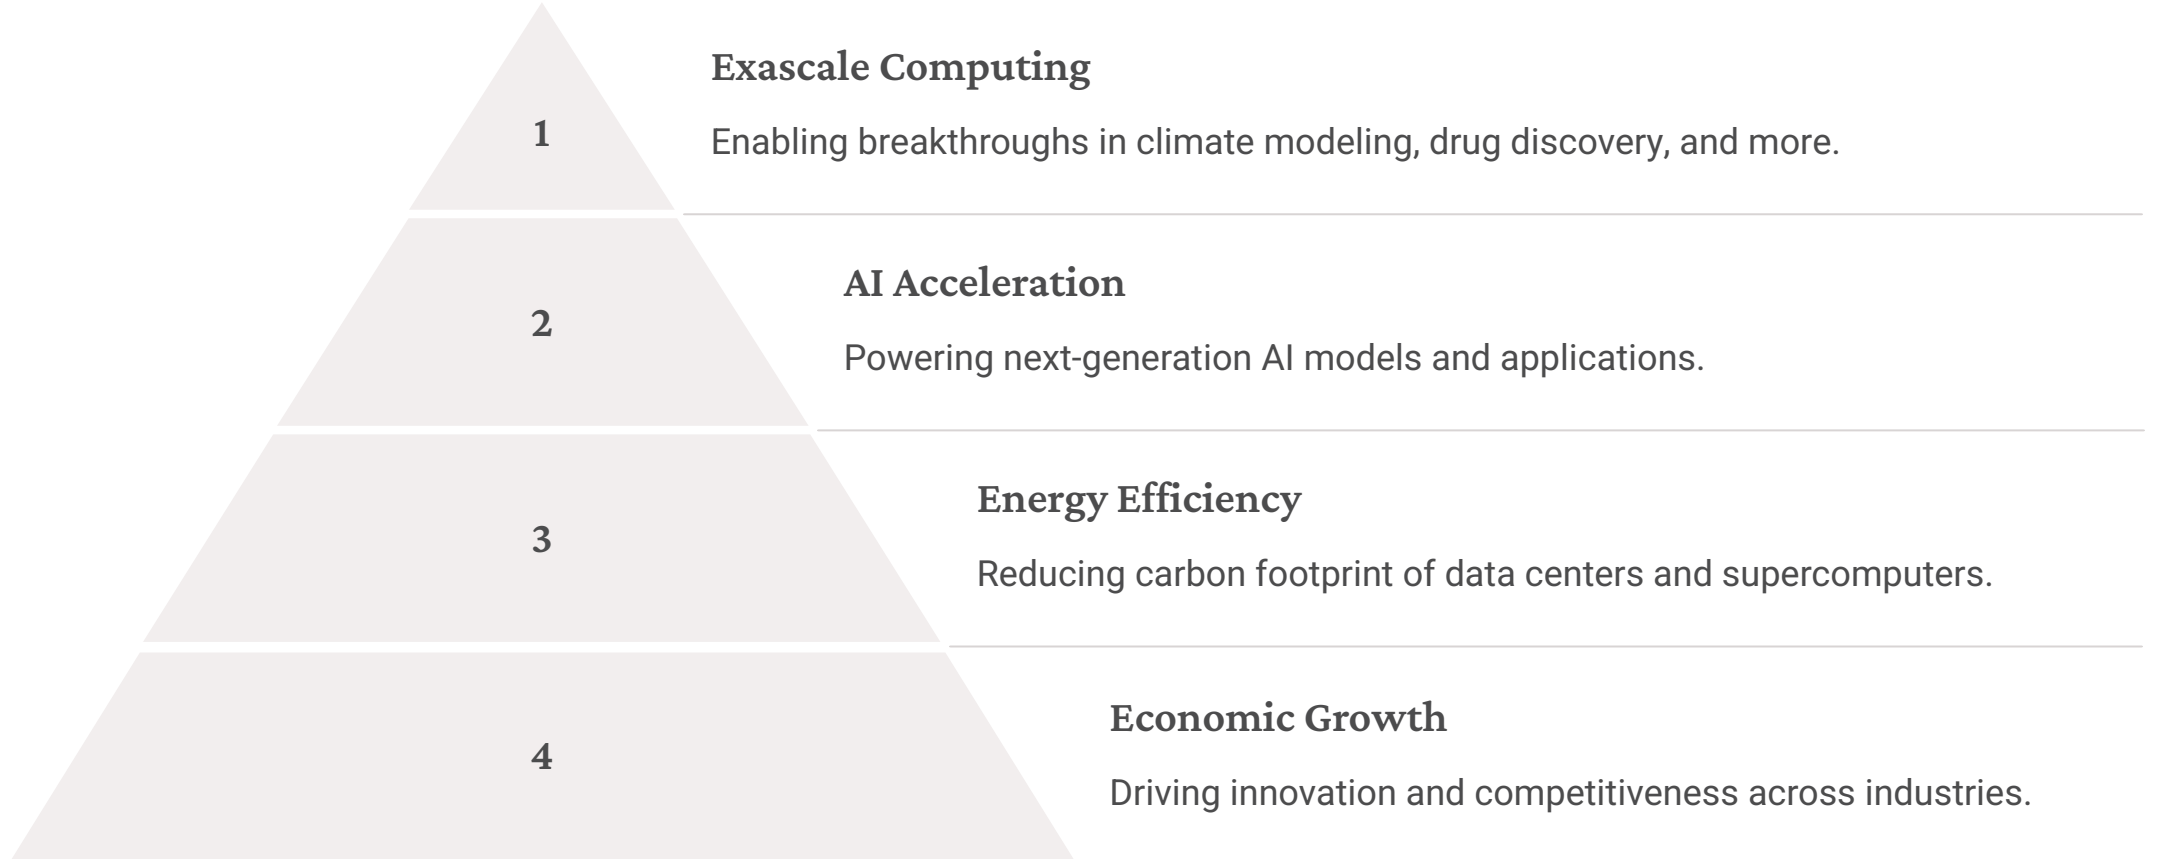 1
Exascale Computing
Enabling breakthroughs in climate modeling, drug discovery, and more.
2
AI Acceleration
Powering next-generation AI models and applications.
3
Energy Efficiency
Reducing carbon footprint of data centers and supercomputers.
4
Economic Growth
Driving innovation and competitiveness across industries.